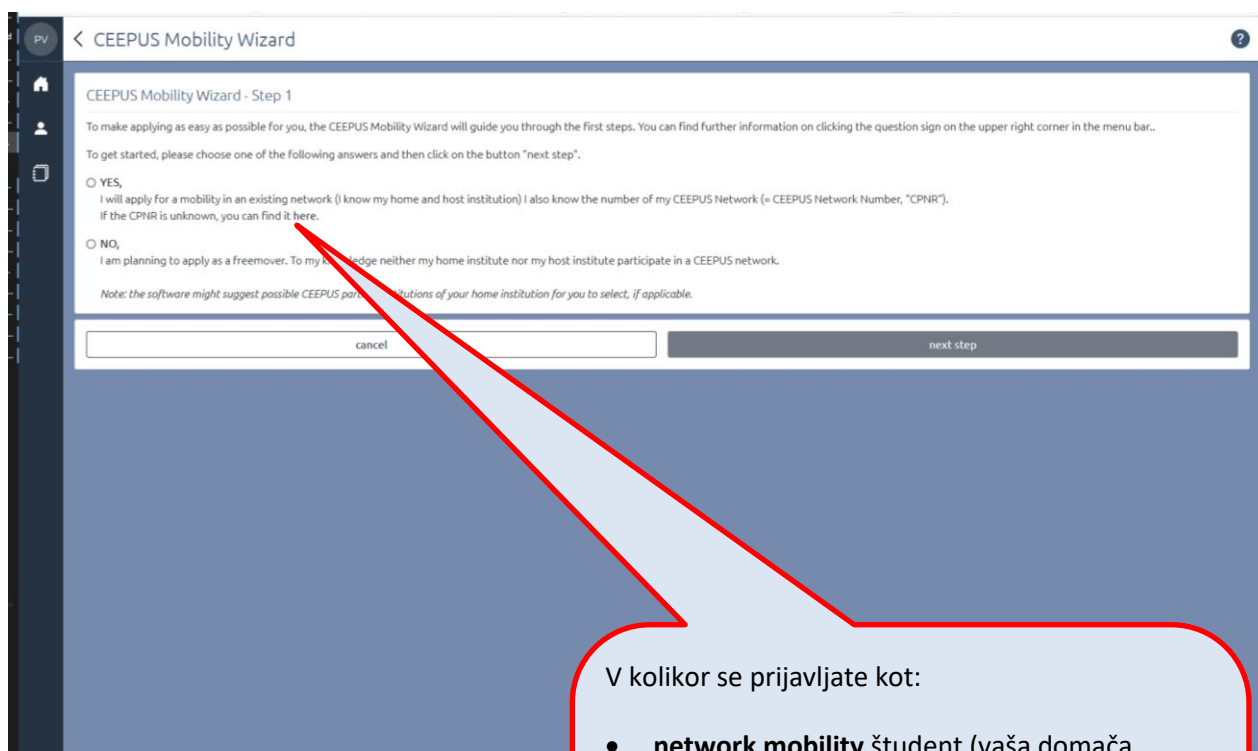 PV
CEEPUS Mobility Wizard
?
CEEPUS Mobility Wizard - Step 1
To make applying as easy as possible for you, the CEEPUS Mobility Wizard will guide you through the first steps. You can find further information on clicking the question sign on the upper right corner in the menu bar..
To get started, please choose one of the following answers and then click on the button "next step".
YES,
I will apply for a mobility in an existing network (I know my home and host institution) I also know the number of my CEEPUS Network (= CEEPUS Network Number, "CPNR").
If the CPNR is unknown, you can find it here.
NO,
I am planning to apply as a freemover. To my neither my home institute nor my host institute participate in a CEEPUS network.
Note: the software might suggest possible CEEPUS of your home institution for you to select, if applicable.
cancel
next step
V kolikor se prijavljate kot:
• network mobility študent (vaša domača